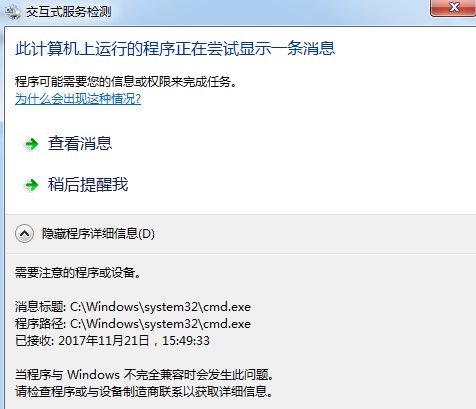 交互式服务检测
此计算机上运行的程序正在尝试显示一条消息
程序可能需要您的信息或权限来完成任务。
为什么会出现这种情况?
查看消息
稍后提醒我
隐藏程序详细信息(D)
需要注意的程序或设备。
消息标题: C:\Windows\system32\cmd.exe
程序路径: C:\Windows\system32\cmd.exe
已接收: 2017年11月21日，15:49:33
当程序与 Windows 不完全兼容时会发生此问题。
请检查程序或与设备制造商联系以获取详细信息。